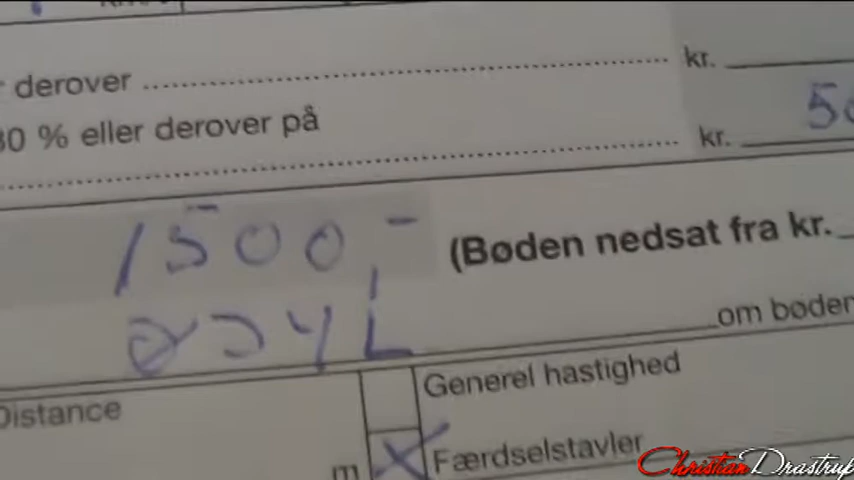 derover ........ kr.
30 % eller derover på
........ kr. 50
1500,- (Bøden nedsat fra kr.
om bøden
Distance
Generel hastighed
m X Færdselstavler
Christian Drastrup